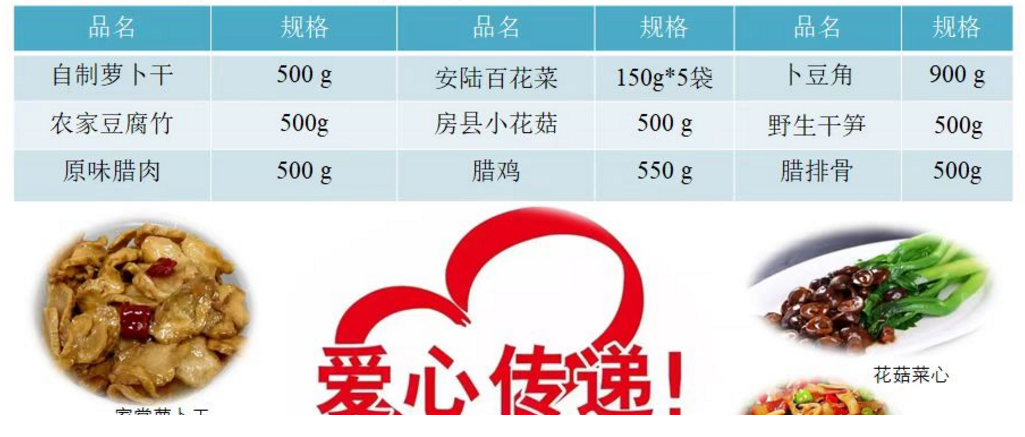 品名 规格 品名 规格 品名 规格
自制萝卜干 500 g 安陆百花菜 150g*5袋 卜豆角 900 g
农家豆腐竹 500g 房县小花菇 500 g 野生干笋 500g
原味腊肉 500 g 腊鸡 550 g 腊排骨 500g
爱心传递!
花菇菜心